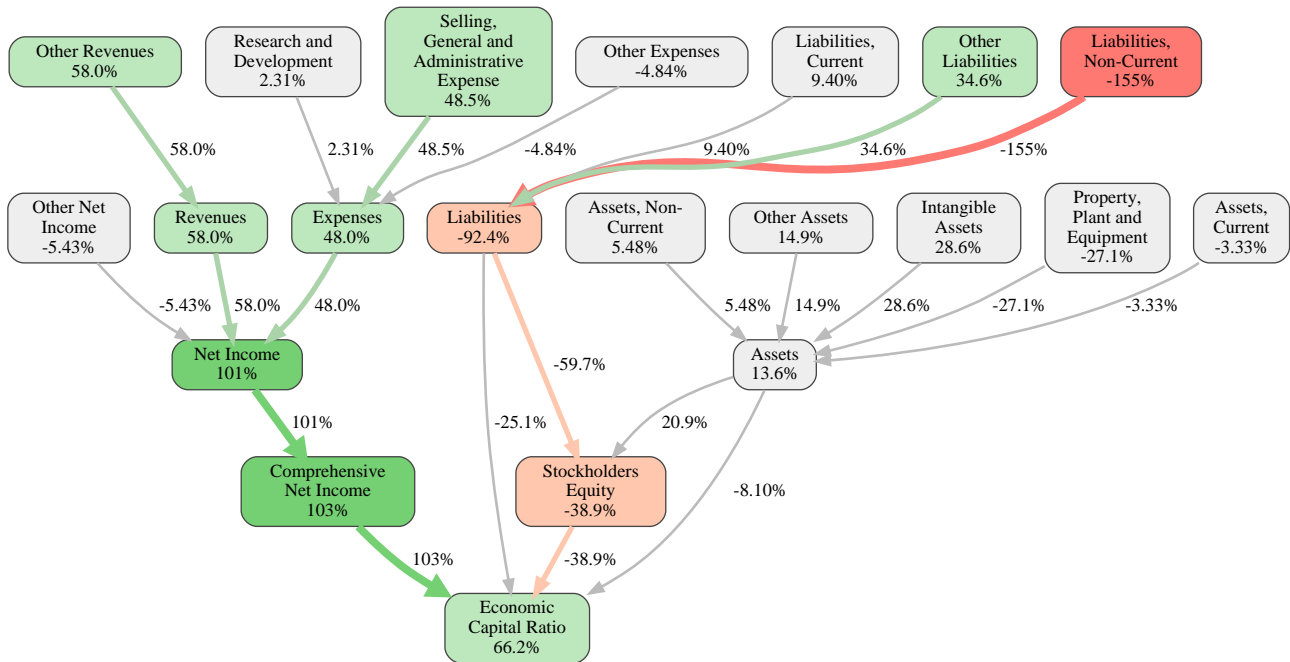 Other Revenues
58.0%
Research and
Development
2.31%
Selling,
General and
Administrative
Expense
48.5%
Other Expenses
-4.84%
Liabilities,
Current
9.40%
Other
Liabilities
34.6%
Liabilities,
Non-Current
-155%
58.0%
2.31%
48.5%
-4.84%
9.40%
34.6%
-155%
Other Net
Income
-5.43%
Revenues
58.0%
Expenses
48.0%
Liabilities
-92.4%
Assets, Non-
Current
5.48%
Other Assets
14.9%
Intangible
Assets
28.6%
Property,
Plant and
Equipment
-27.1%
Assets,
Current
-3.33%
-5.43%
58.0%
48.0%
5.48%
14.9%
28.6%
-27.1%
-3.33%
Net Income
101%
Assets
13.6%
-59.7%
101%
-25.1%
20.9%
Comprehensive
Net Income
103%
Stockholders
Equity
-38.9%
-8.10%
103%
-38.9%
Economic
Capital Ratio
66.2%